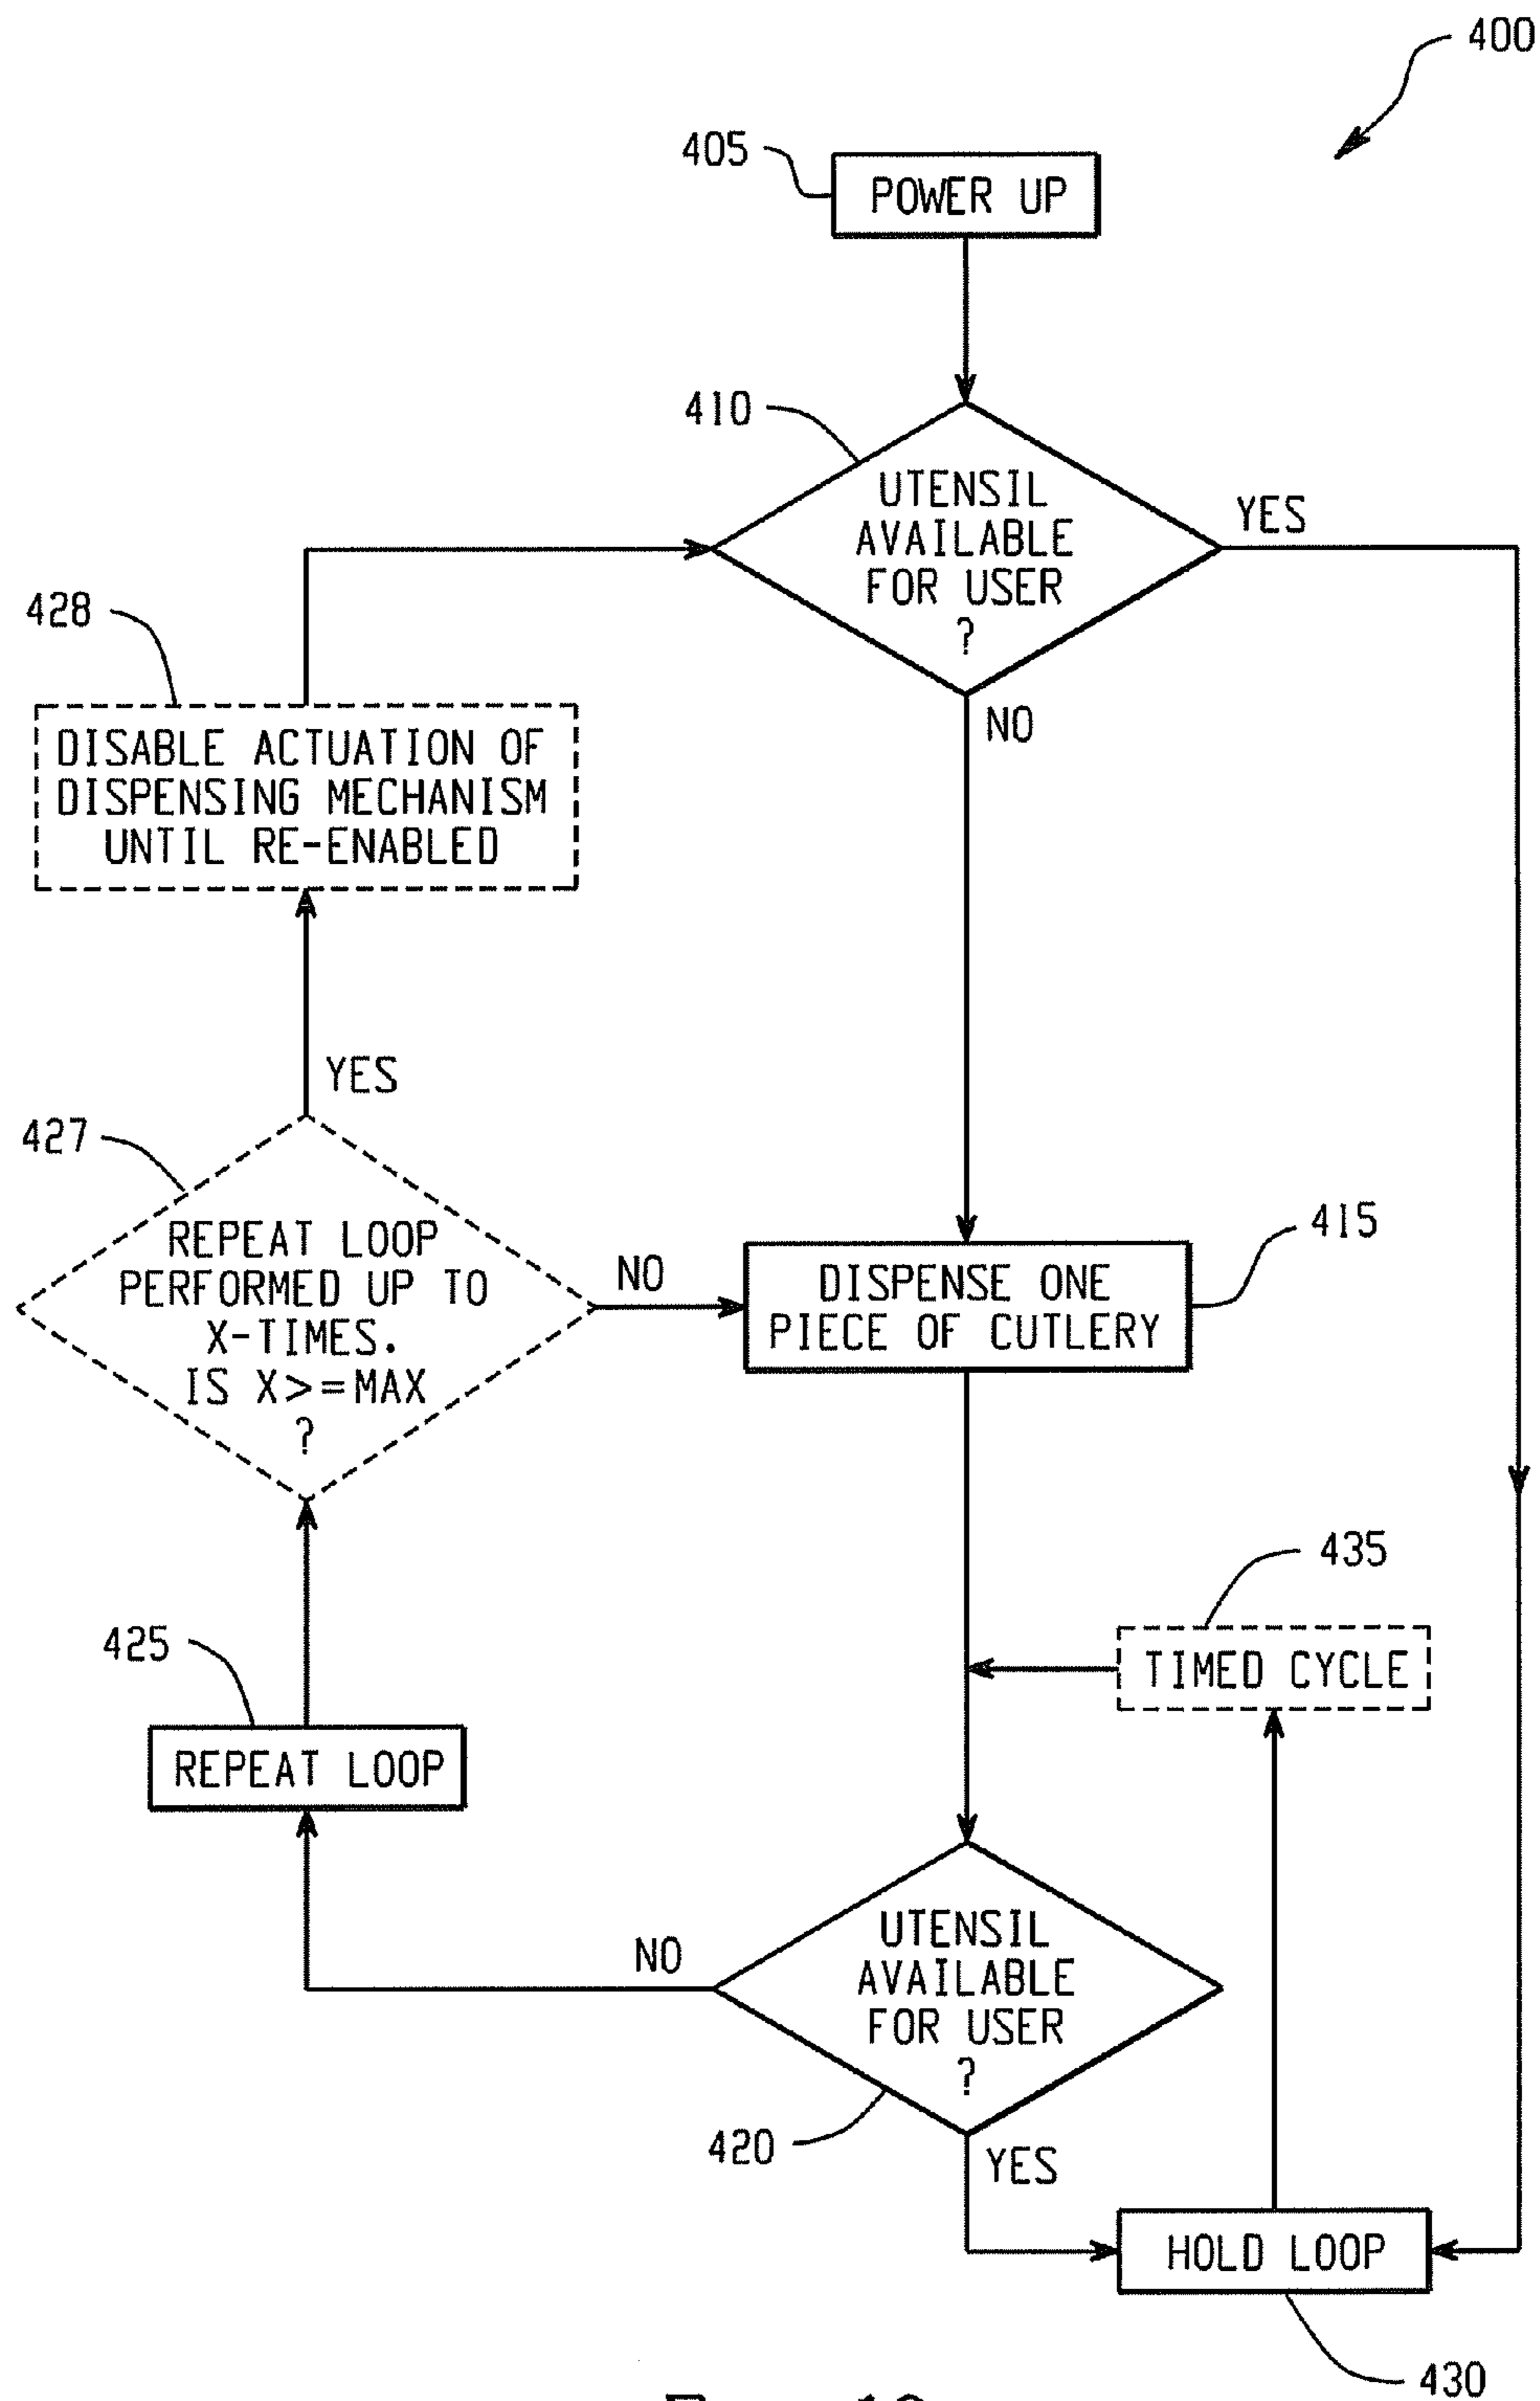 400
405
POWER UP
410
UTENSIL
AVAILABLE
FOR USER
?
YES
NO
428
DISABLE ACTUATION OF
DISPENSING MECHANISM
UNTIL RE-ENABLED
YES
427
REPEAT LOOP
PERFORMED UP TO
X-TIMES.
IS X>=MAX
?
NO
415
DISPENSE ONE
PIECE OF CUTLERY
435
TIMED CYCLE
425
REPEAT LOOP
NO
UTENSIL
AVAILABLE
FOR USER
?
420
YES
HOLD LOOP
430